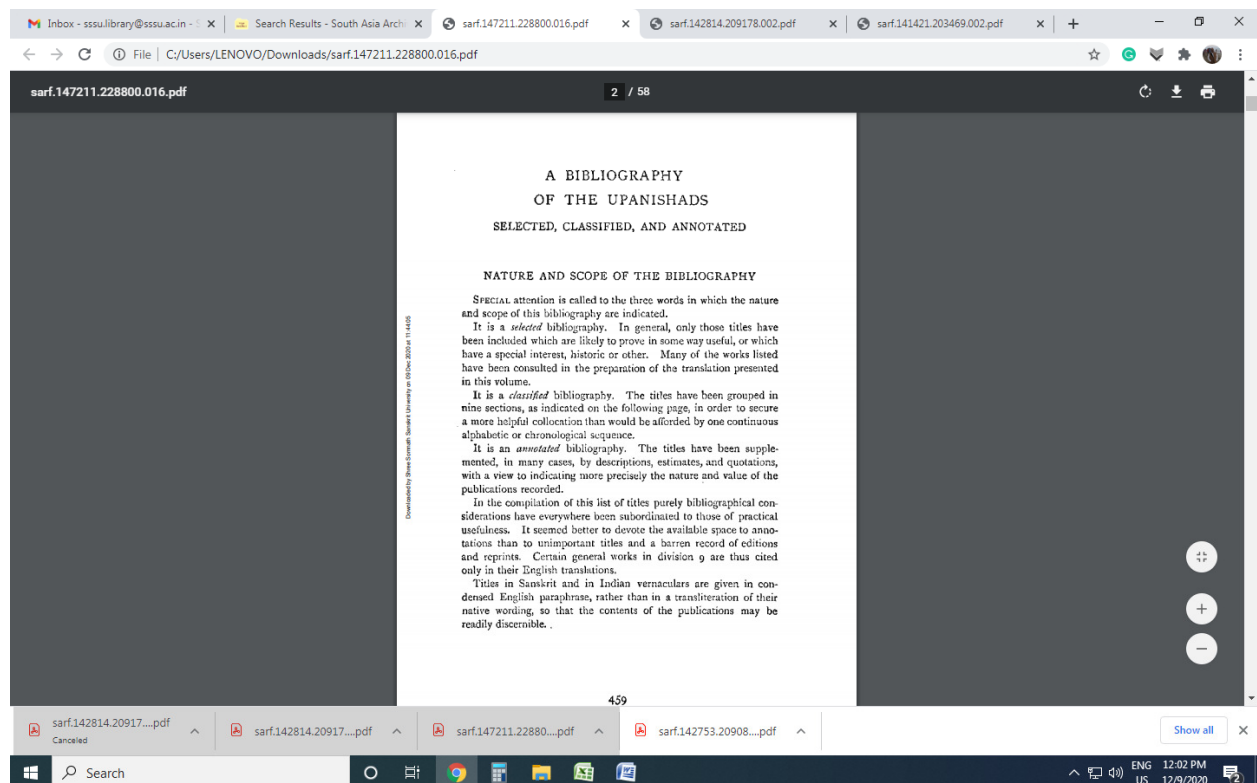 Inbox - sssu.library@sssu.ac.in - S
Search Results - South Asia Archi
sarf.147211.228800.016.pdf
sarf.142814.209178.002.pdf
sarf.141421.203469.002.pdf
File | C:/Users/LENOVO/Downloads/sarf.147211.228800.016.pdf
sarf.147211.228800.016.pdf
2 / 58
A BIBLIOGRAPHY
OF THE UPANISHADS
SELECTED, CLASSIFIED, AND ANNOTATED
NATURE AND SCOPE OF THE BIBLIOGRAPHY
SPECIAL attention is called to the three words in which the nature
and scope of this bibliography are indicated.
It is a selected bibliography. In general, only those titles have
been included which are likely to prove in some way useful, or which
have a special interest, historic or other. Many of the works listed
have been consulted in the preparation of the translation presented
in this volume.
It is a classified bibliography. The titles have been grouped in
nine sections, as indicated on the following page, in order to secure
a more helpful collocation than would be afforded by one continuous
alphabetic or chronological sequence.
It is an annotated bibliography. The titles have been supple-
mented, in many cases, by descriptions, estimates, and quotations,
with a view to indicating more precisely the nature and value of the
publications recorded.
In the compilation of this list of titles purely bibliographical con-
siderations have everywhere been subordinated to those of practical
usefulness. It seemed better to devote the available space to anno-
tations than to unimportant titles and a barren record of editions
and reprints. Certain general works in division 9 are thus cited
only in their English translations.
Titles in Sanskrit and in Indian vernaculars are given in con-
densed English paraphrase, rather than in a transliteration of their
native wording, so that the contents of the publications may be
readily discernible.
459
Downloaded by Shree Somnath Sanskrit University on 09 Dec 2020 at 11:44:05
sarf.142814.20917....pdf
Canceled
sarf.142814.20917....pdf
sarf.147211.22880....pdf
sarf.142753.20908....pdf
Show all
Search
ENG
US
12:02 PM
12/9/2020
2